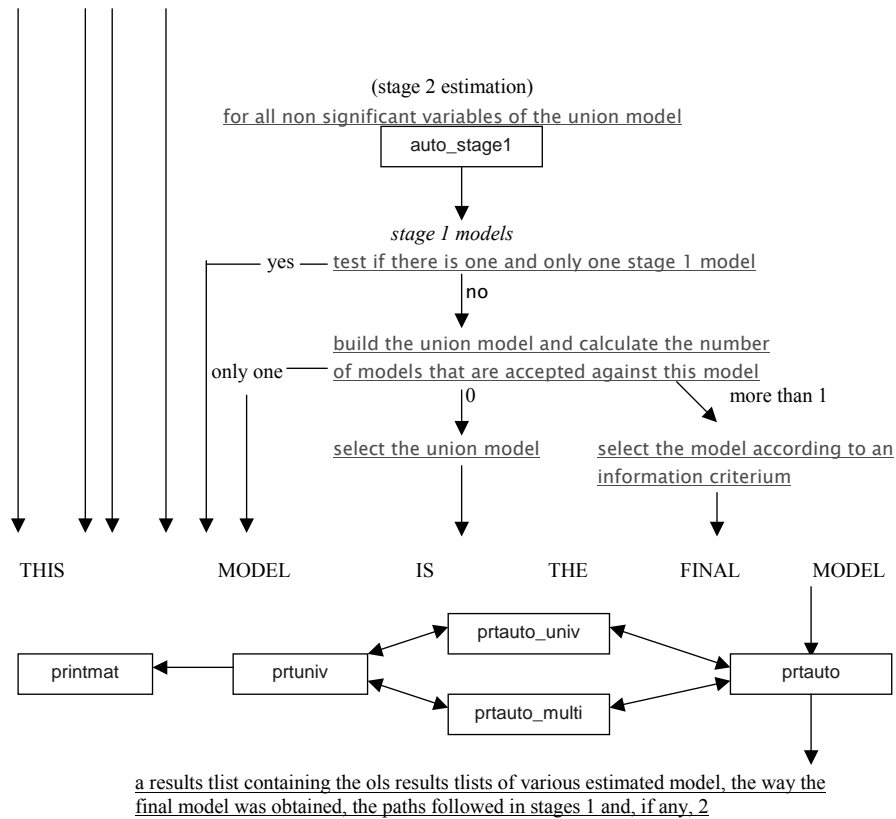 (stage 2 estimation)
for all non significant variables of the union model
auto_stage1
stage 1 models
yes
test if there is one and only one stage 1 model
no
build the union model and calculate the number
only one
of models that are accepted against this model
0
more than 1
select the union model
select the model according to an
information criterium
THIS MODEL IS THE FINAL MODEL
prtauto_univ
printmat
prtuniv
prtauto
prtauto_multi
a results tlist containing the ols results tlists of various estimated model, the way the
final model was obtained, the paths followed in stages 1 and, if any, 2